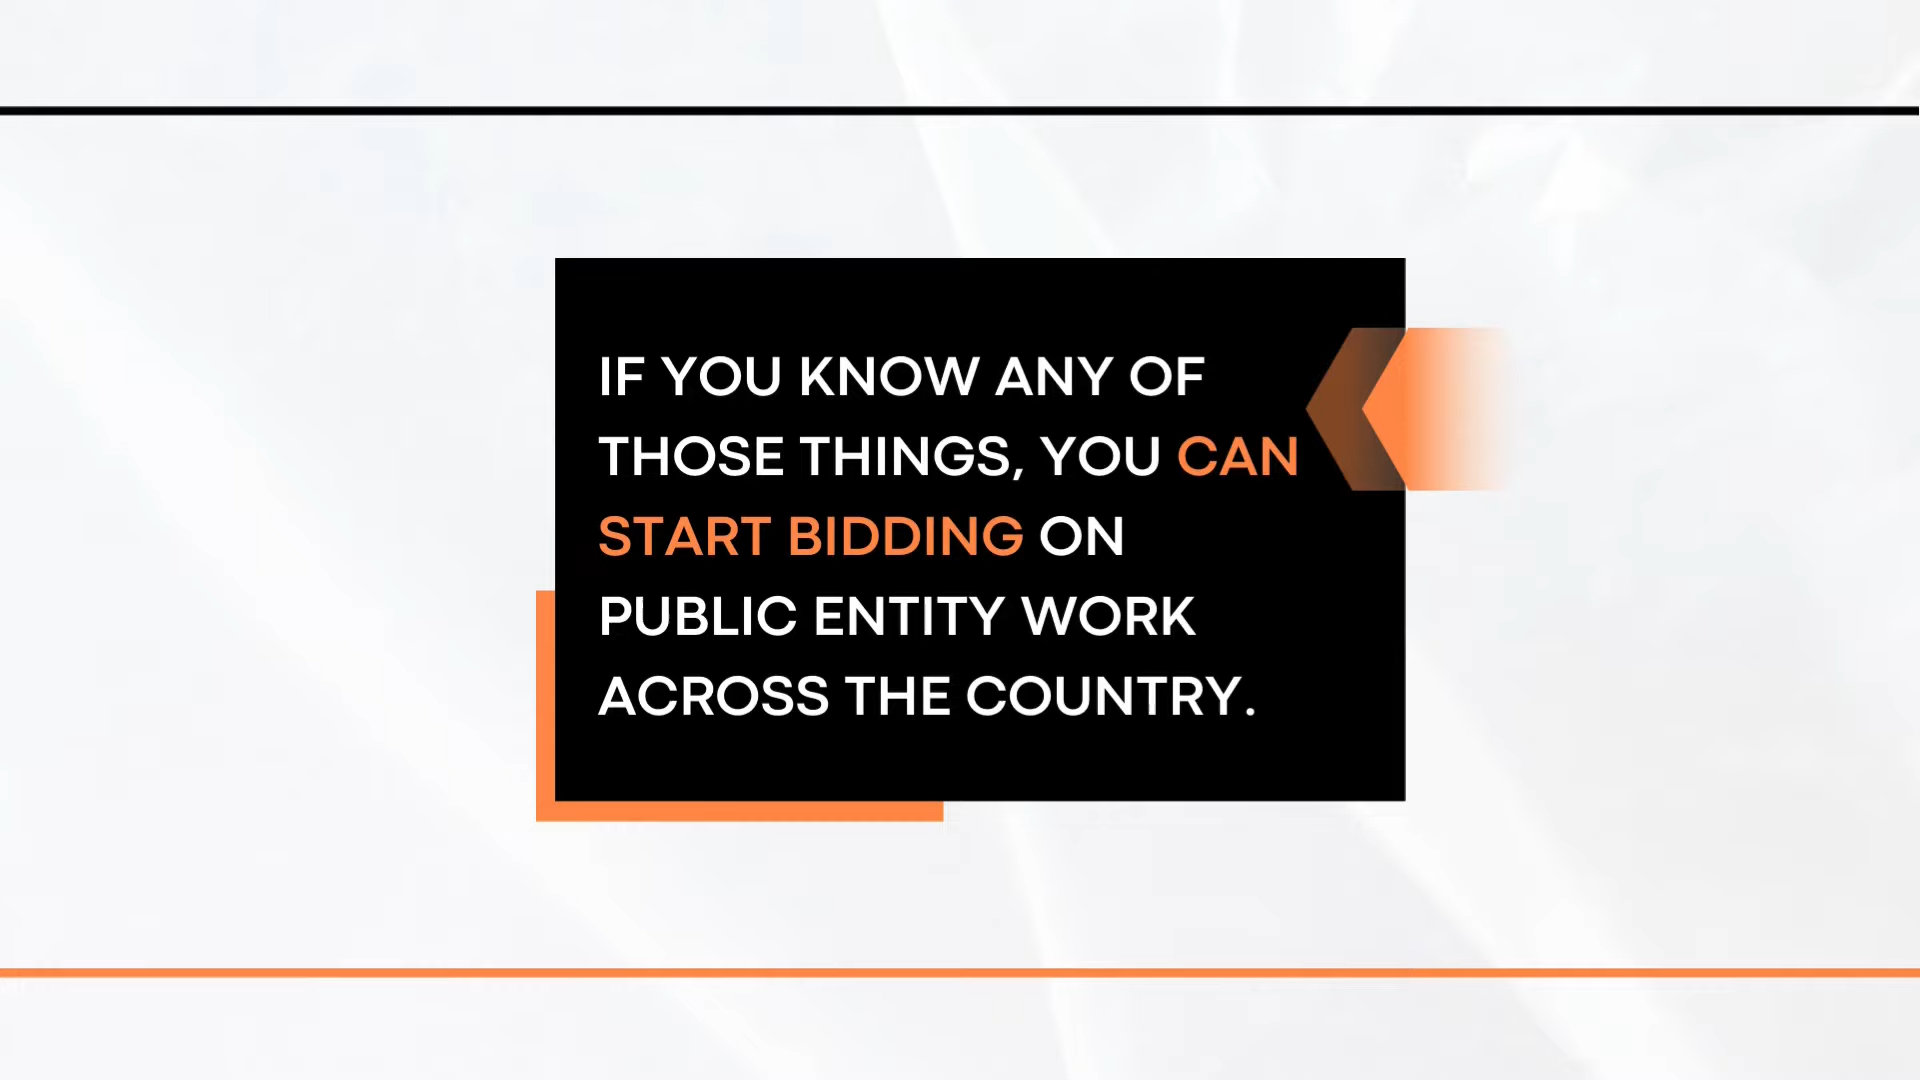 IF YOU KNOW ANY OF
THOSE THINGS, YOU CAN
START BIDDING ON
PUBLIC ENTITY WORK
ACROSS THE COUNTRY.